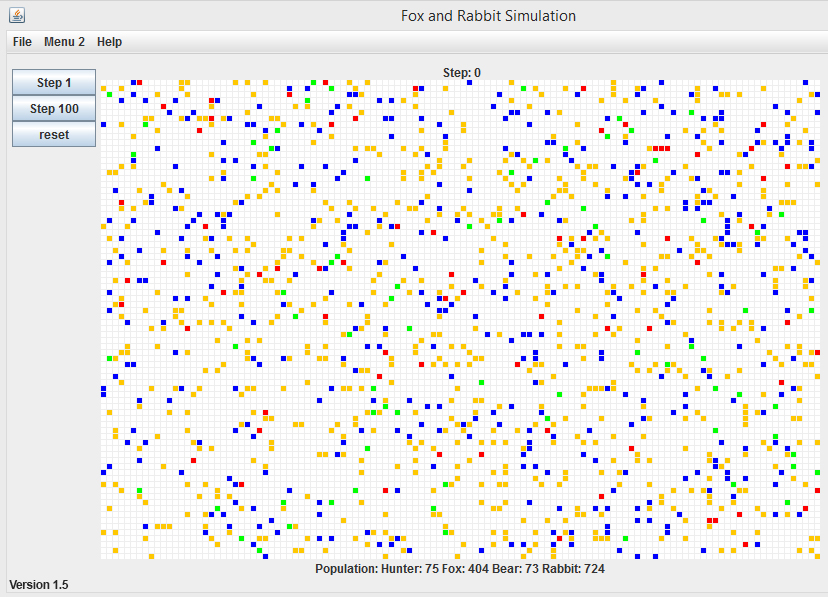 Fox and Rabbit Simulation
File Menu 2 Help
Step: 0
Step 1
Step 100
reset
Population: Hunter: 75 Fox: 404 Bear: 73 Rabbit: 724
Version 1.5